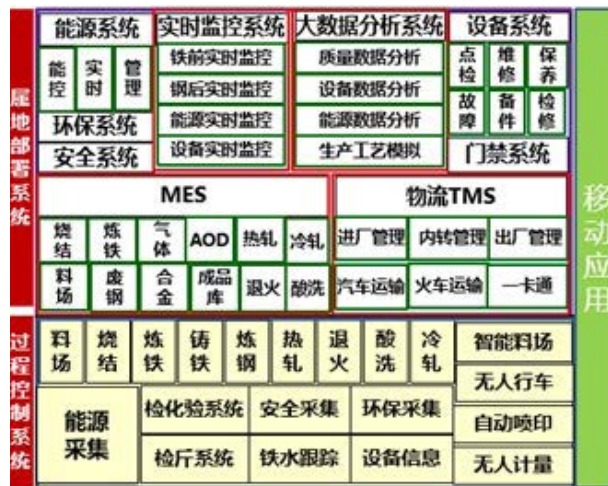 属地部署系统
能源系统
能控
实时
管理
环保系统
安全系统
实时监控系统
铁前实时监控
钢后实时监控
能源实时监控
设备实时监控
大数据分析系统
质量数据分析
设备数据分析
能源数据分析
生产工艺模拟
设备系统
点检
维修
保养
故障
备件
检修
门禁系统
MES
烧结
炼铁
气体
AOD
热轧
冷轧
料场
废钢
合金
成品库
退火
酸洗
物流TMS
进厂管理
内转管理
出厂管理
汽车运输
火车运输
一卡通
过程控制系统
料场
烧结
炼铁
铸铁
炼钢
热轧
退火
酸洗
冷轧
能源采集
检化验系统
安全采集
环保采集
检斤系统
铁水跟踪
设备信息
智能料场
无人行车
自动喷印
无人计量
移动应用